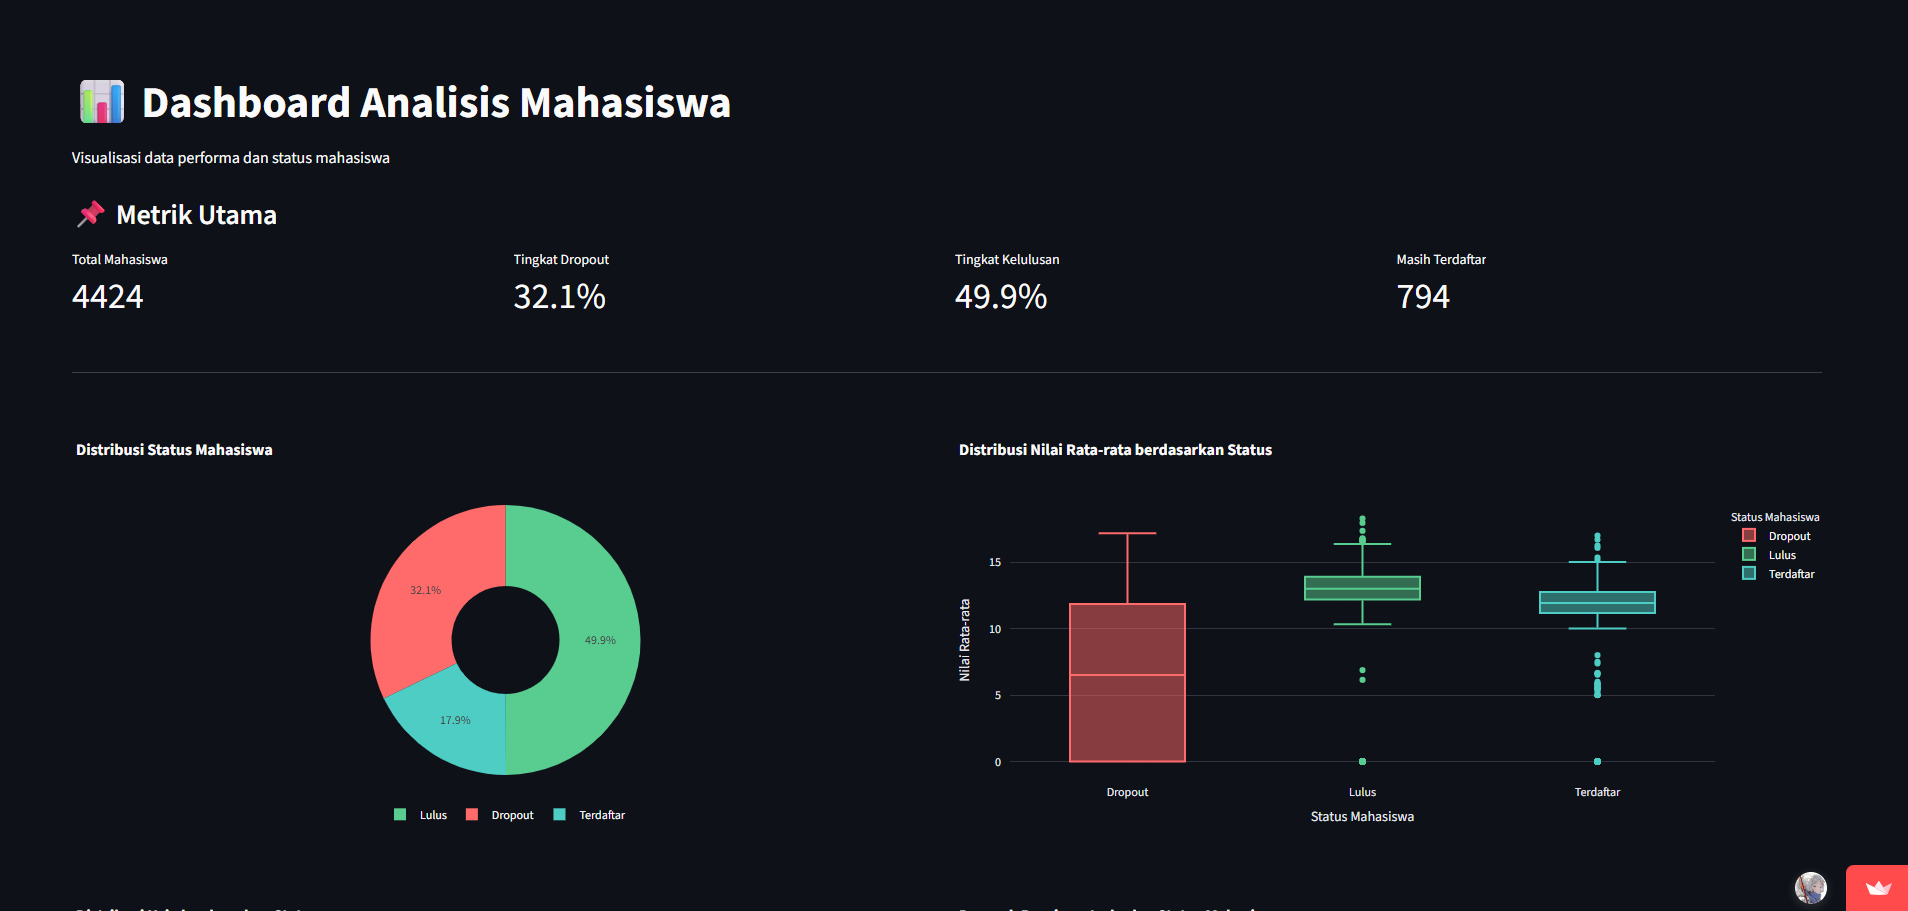 Dashboard Analisis Mahasiswa
Visualisasi data performa dan status mahasiswa
Metrik Utama
Total Mahasiswa
4424
Tingkat Dropout
32.1%
Tingkat Kelulusan
49.9%
Masih Terdaftar
794
Distribusi Status Mahasiswa
32.1%
49.9%
17.9%
Lulus
Dropout
Terdaftar
Distribusi Nilai Rata-rata berdasarkan Status
Status Mahasiswa
Dropout
Lulus
Terdaftar
Nilai Rata-rata
15
10
5
0
Dropout
Lulus
Terdaftar
Status Mahasiswa